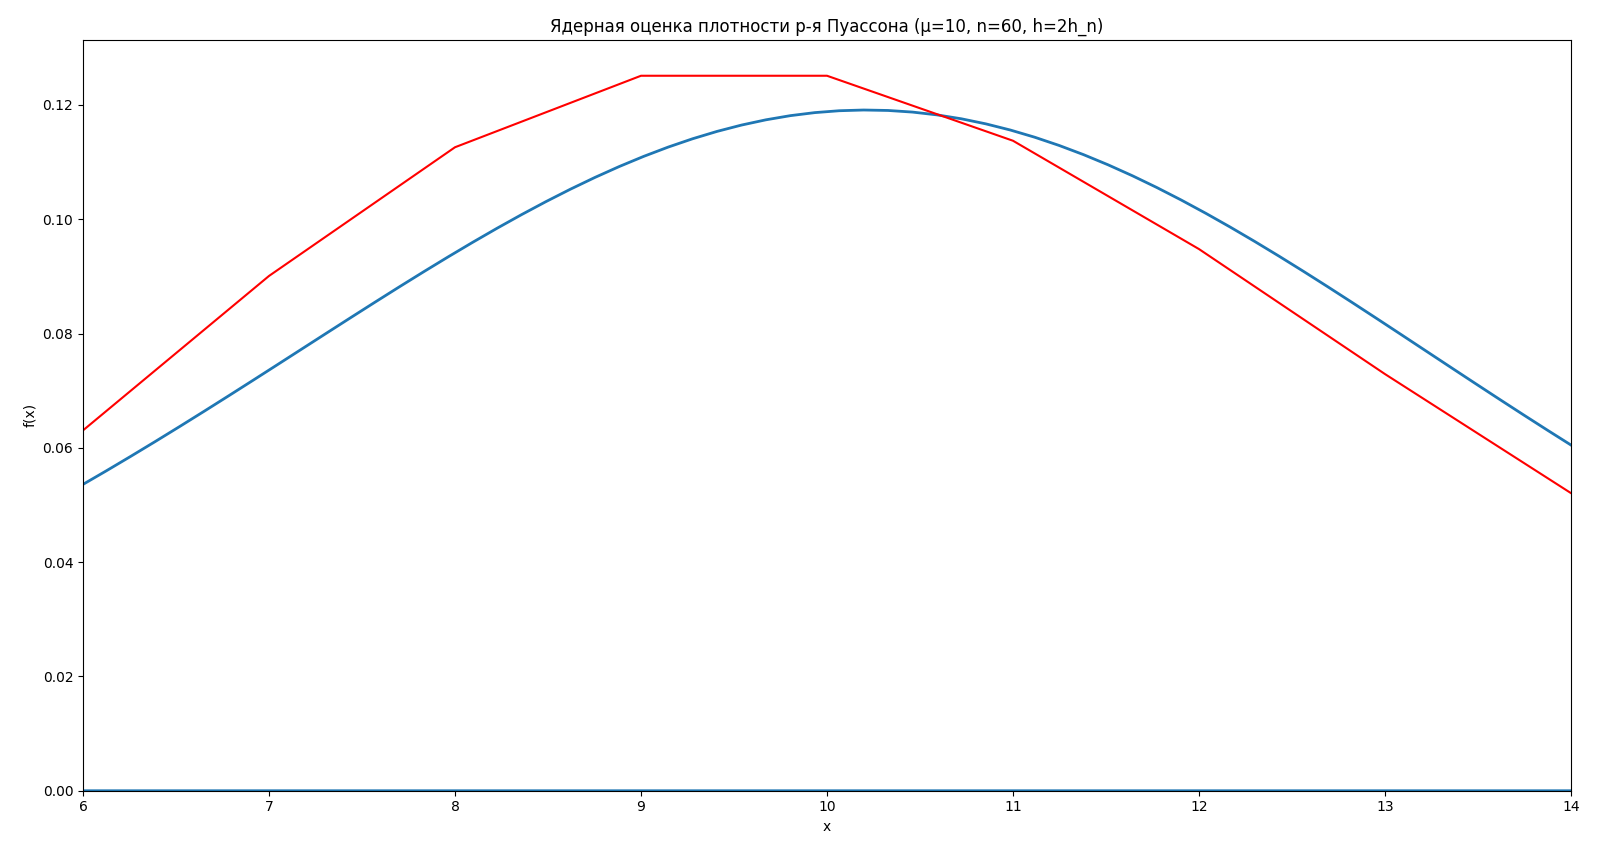 Ядерная оценка плотности р-я Пуассона (μ=10, n=60, h=2h_n)
0.12
0.10
0.08
f(x)
0.06
0.04
0.02
0.00
6 7 8 9 10 11 12 13 14
x